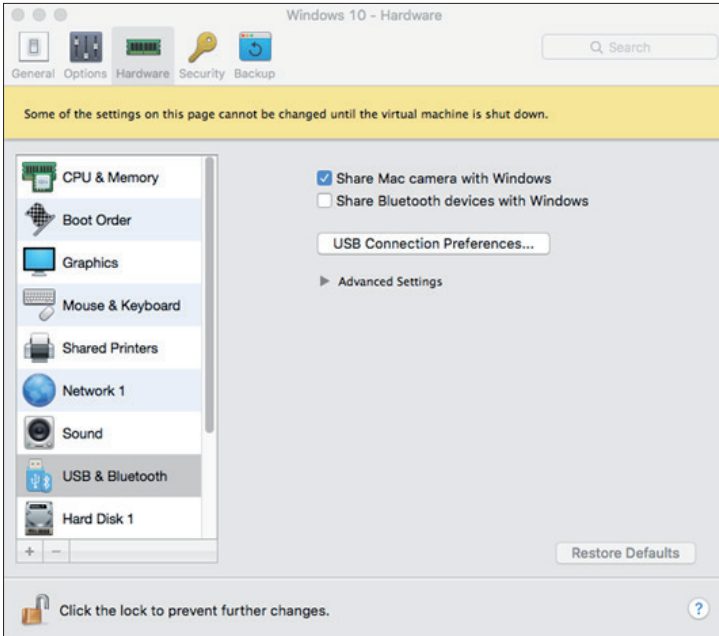 Windows 10 - Hardware
General Options Hardware Security Backup
Search
Some of the settings on this page cannot be changed until the virtual machine is shut down.
CPU & Memory
Boot Order
Graphics
Mouse & Keyboard
Shared Printers
Network 1
Sound
USB & Bluetooth
Hard Disk 1
+ −
Share Mac camera with Windows
Share Bluetooth devices with Windows
USB Connection Preferences...
Advanced Settings
Restore Defaults
Click the lock to prevent further changes.
?